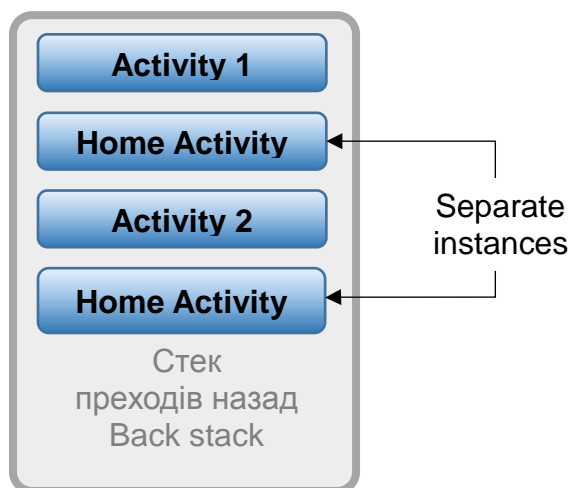 Activity 1
Home Activity
Activity 2
Home Activity
Separate
instances
Стек
преходів назад
Back stack